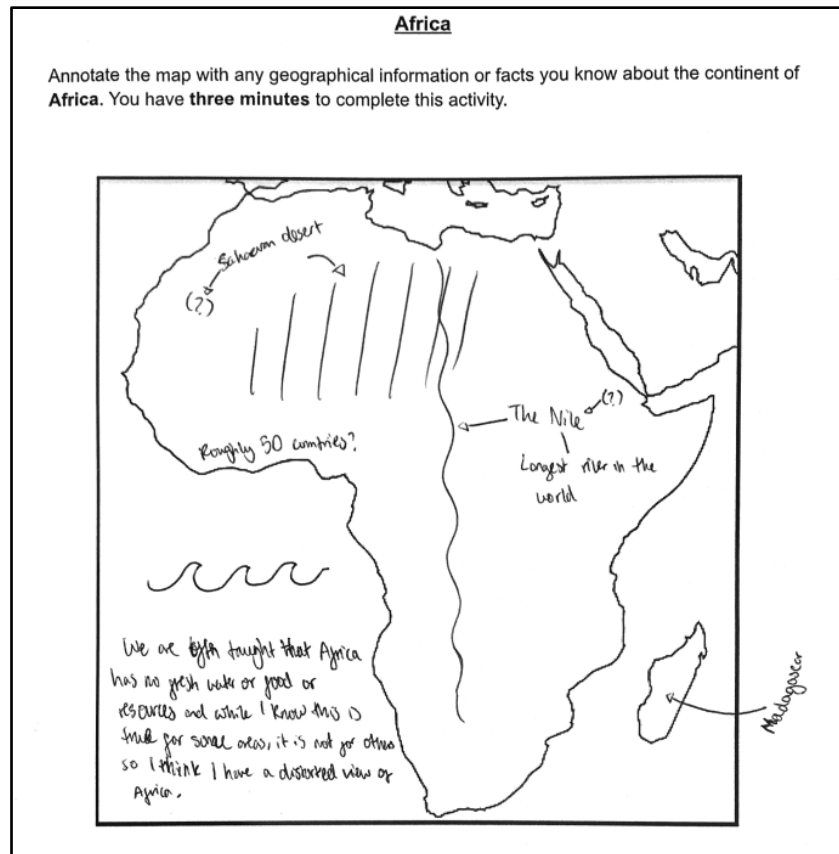 Africa
Annotate the map with any geographical information or facts you know about the continent of
Africa. You have three minutes to complete this activity.
Saharan desert
(?)
(?)
The Nile
Longest river in the
world
Roughly 50 countries?
We are often taught that Africa
has no fresh water or food or
resources and while I know this is
true for some areas, it is not for others
so I think I have a distorted view of
Africa.
Madagascar